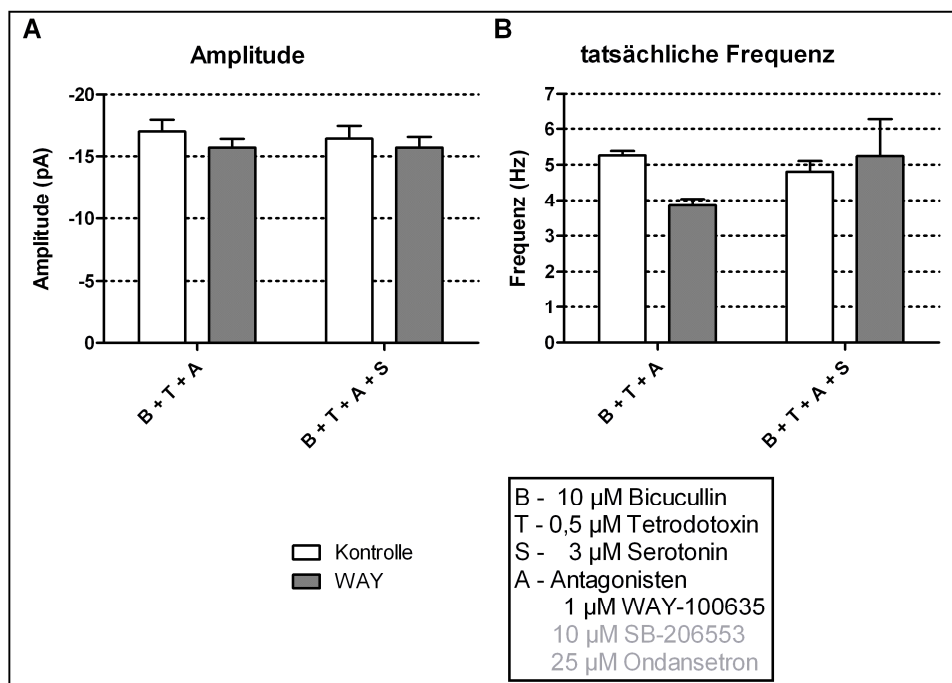 A
Amplitude
-20
-15
-10
-5
0
Amplitude (pA)
B + T + A
B + T + A + S
B
tatsächliche Frequenz
7
6
5
4
3
2
1
0
Frequenz (Hz)
B + T + A
B + T + A + S
Kontrolle
WAY
B - 10 µM Bicucullin
T - 0,5 µM Tetrodotoxin
S - 3 µM Serotonin
A - Antagonisten
1 µM WAY-100635
10 µM SB-206553
25 µM Ondansetron